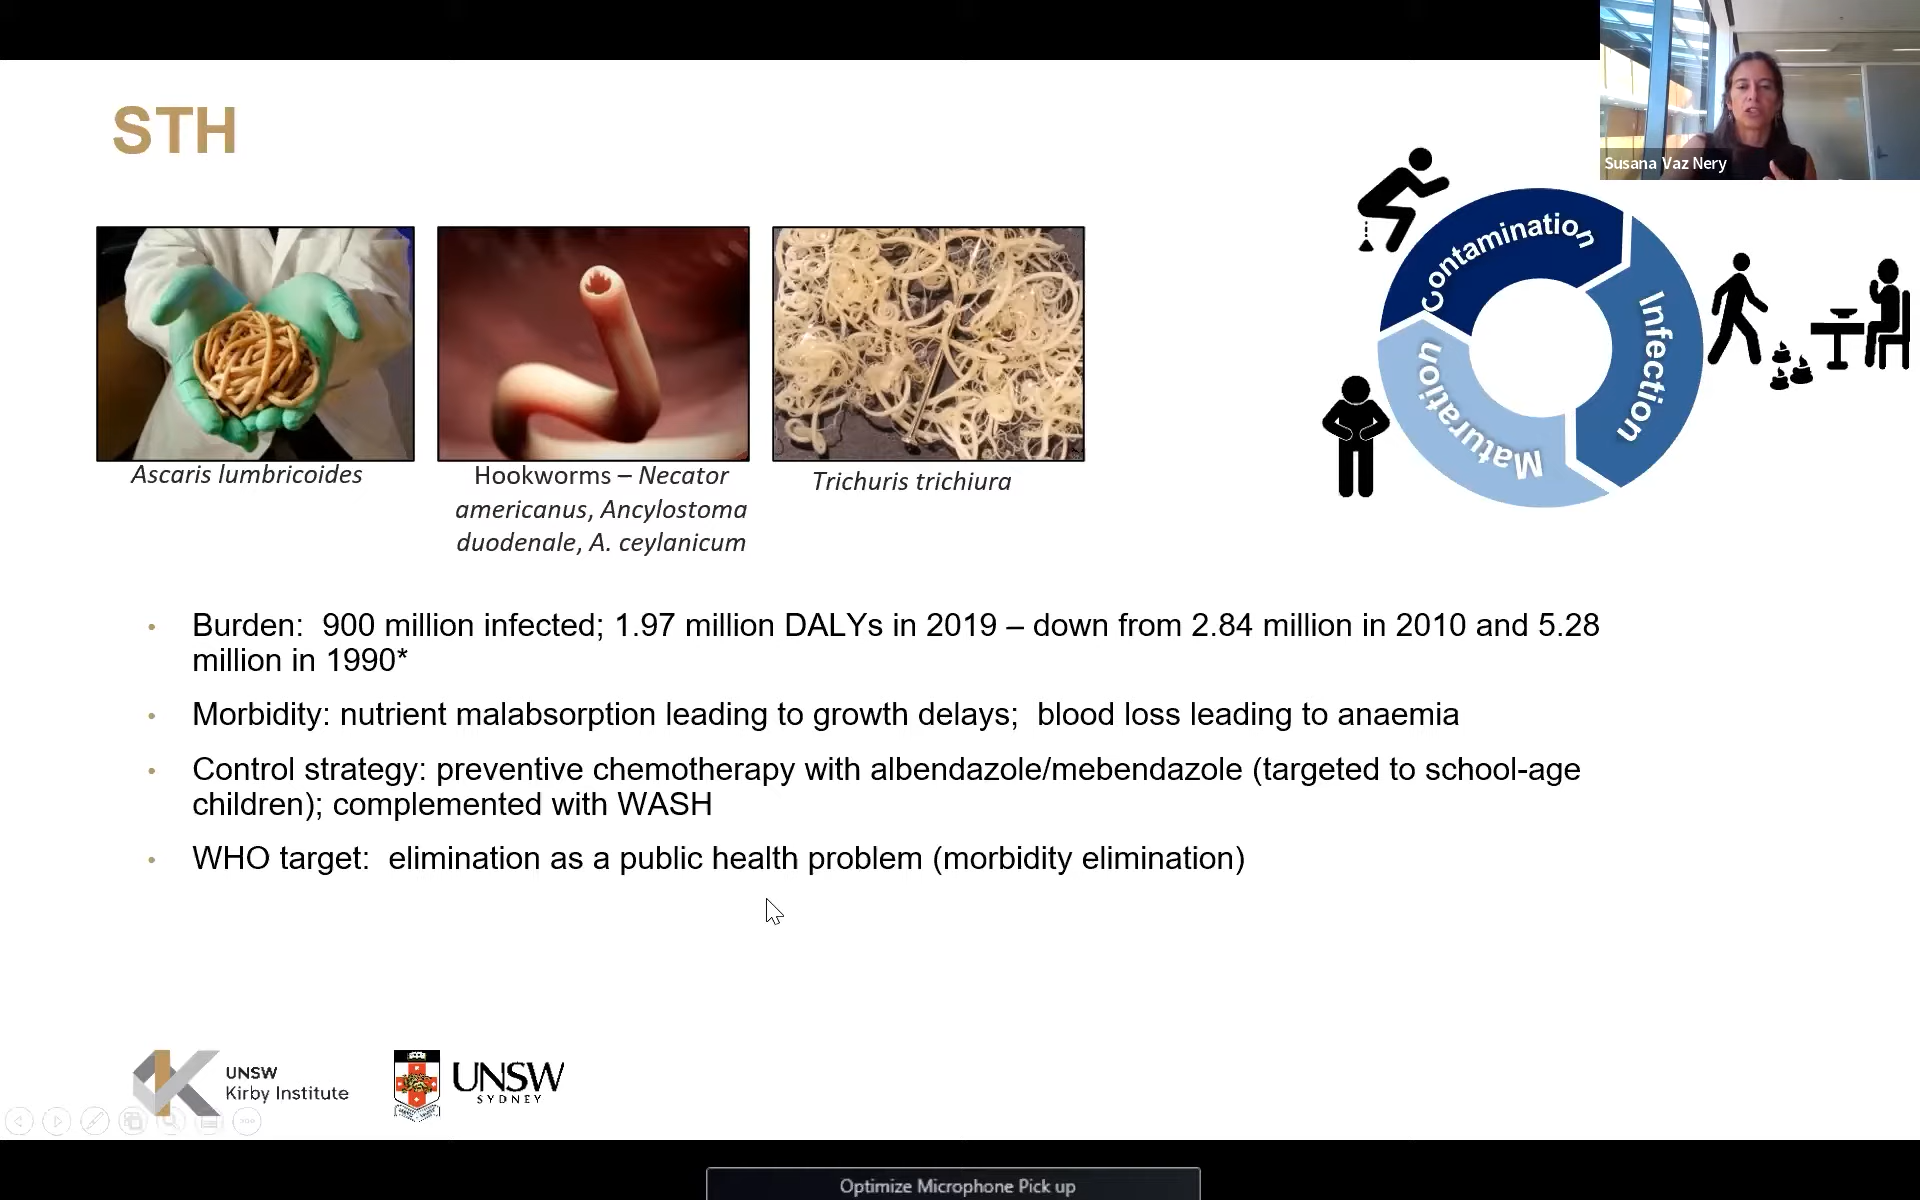 STH
Susana Vaz Nery
Contamination
Infection
Maturation
Ascaris lumbricoides
Hookworms – Necator
americanus, Ancylostoma
duodenale, A. ceylanicum
Trichuris trichiura
• Burden:  900 million infected; 1.97 million DALYs in 2019 – down from 2.84 million in 2010 and 5.28
million in 1990*
• Morbidity: nutrient malabsorption leading to growth delays;  blood loss leading to anaemia
• Control strategy: preventive chemotherapy with albendazole/mebendazole (targeted to school-age
children); complemented with WASH
• WHO target:  elimination as a public health problem (morbidity elimination)
UNSW
Kirby Institute
UNSW
SYDNEY
Optimize Microphone Pick up